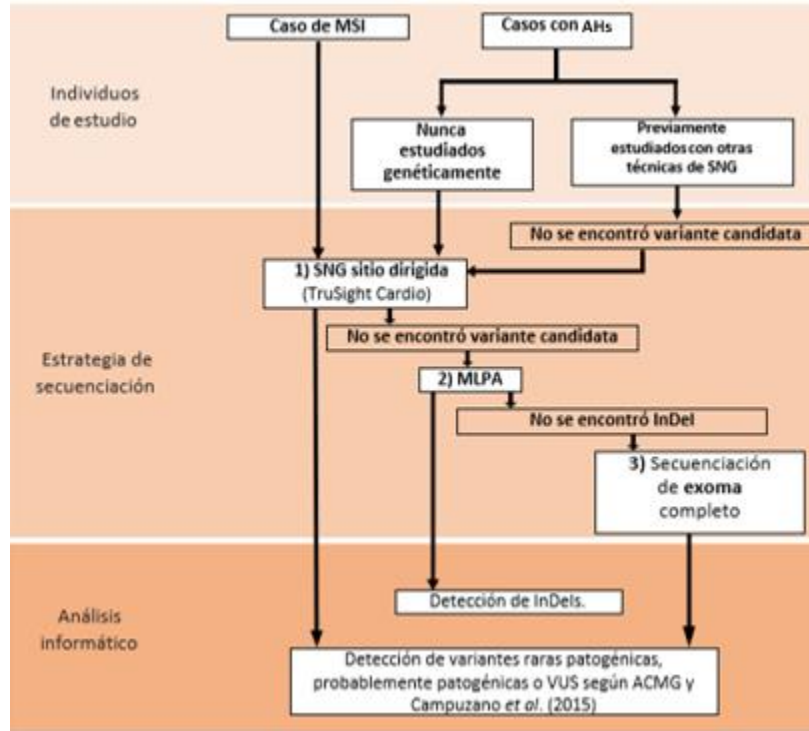 Caso de MSI
Casos con AHs
Individuos
de estudio
Nunca
estudiados
genéticamente
Previamente
estudiados con otras
técnicas de SNG
No se encontró variante candidata
1) SNG sitio dirigida
(TruSight Cardio)
No se encontró variante candidata
Estrategia de
secuenciación
2) MLPA
No se encontró InDel
3) Secuenciación
de exoma
completo
Análisis
informático
Detección de InDels.
Detección de variantes raras patogénicas,
probablemente patogénicas o VUS según ACMG y
Campuzano et al. (2015)